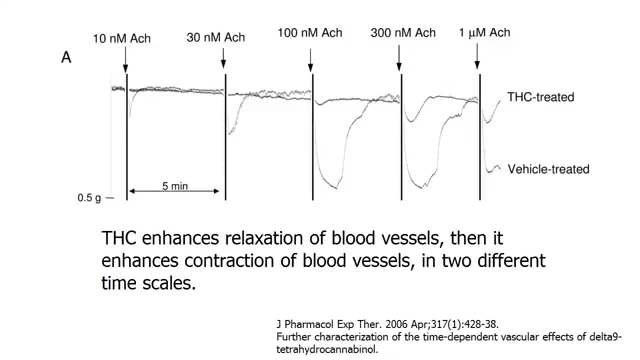 10 nM Ach 30 nM Ach 100 nM Ach 300 nM Ach 1 µM Ach
A
THC-treated
Vehicle-treated
5 min
0.5 g
THC enhances relaxation of blood vessels, then it
enhances contraction of blood vessels, in two different
time scales.
J Pharmacol Exp Ther. 2006 Apr;317(1):428-38.
Further characterization of the time-dependent vascular effects of delta9-
tetrahydrocannabinol.